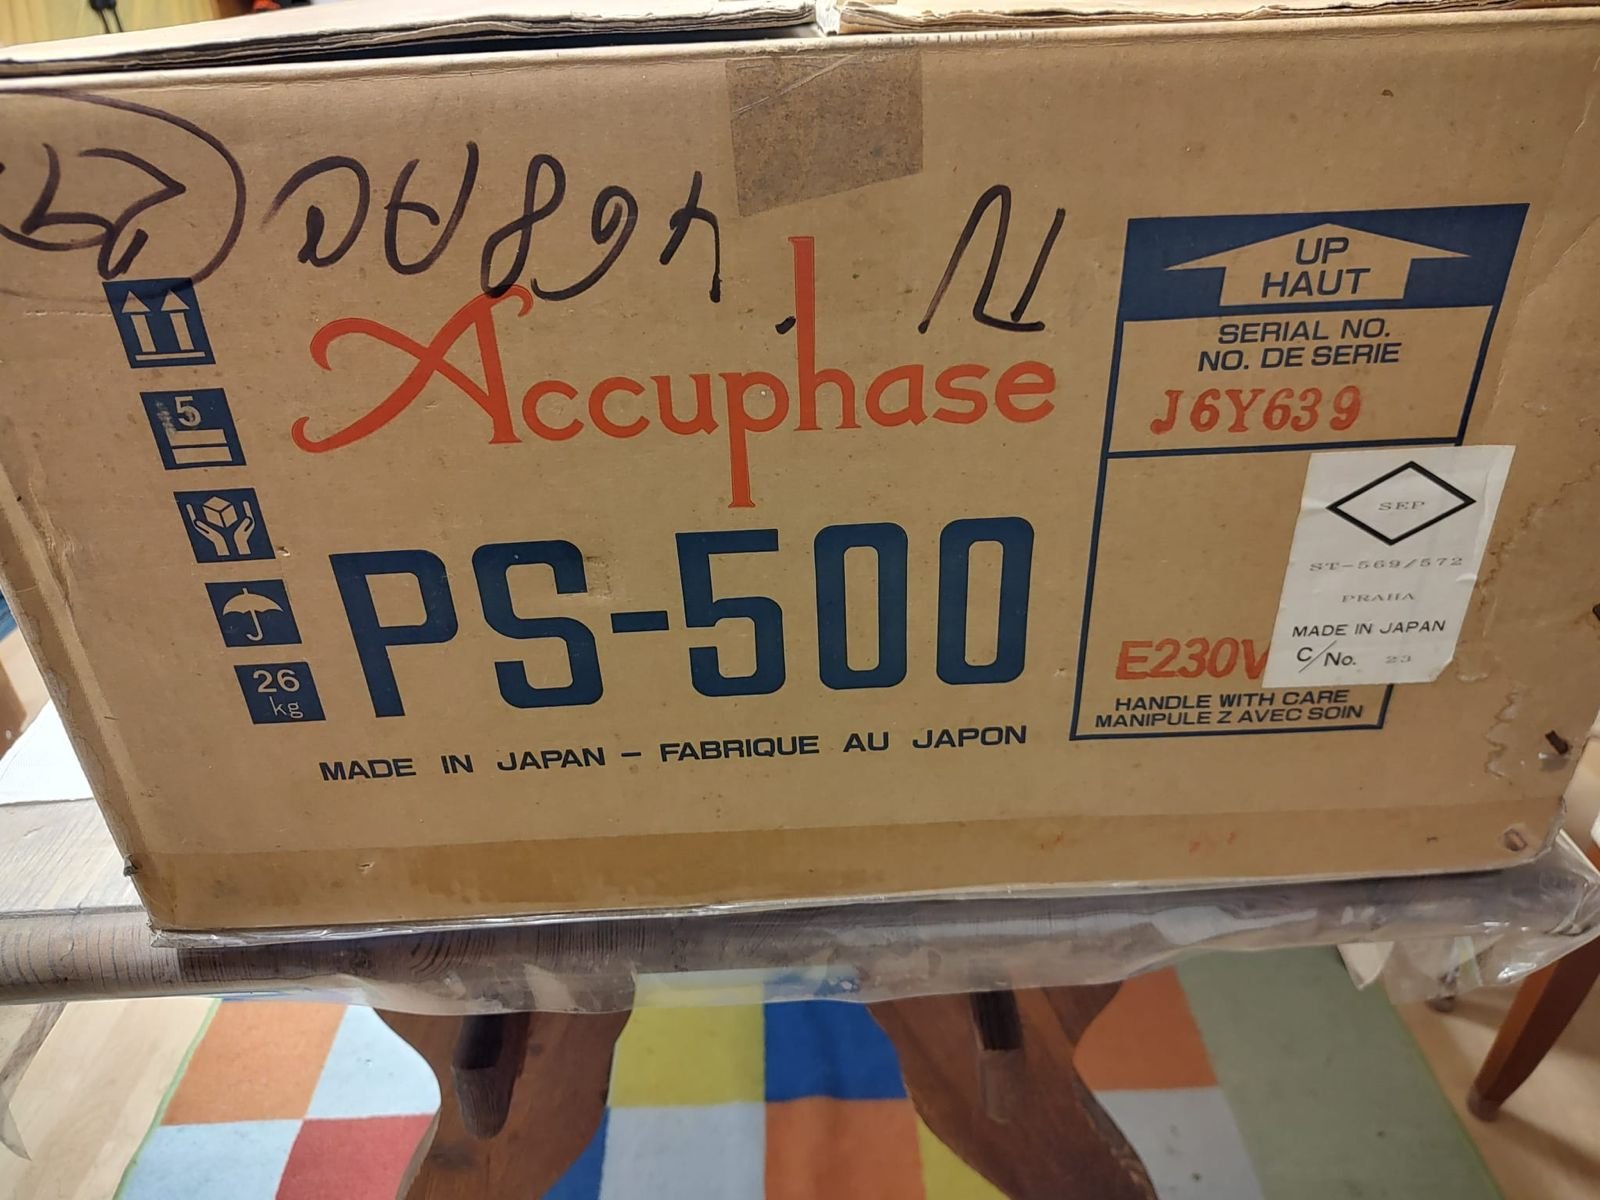 UP
HAUT
SERIAL NO.
NO. DE SERIE
J6Y639
Accuphase
5
SEP
ST-569/572
PRAHA
MADE IN JAPAN
C/No. 23
PS-500
26
kg
E230V
HANDLE WITH CARE
MANIPULEZ AVEC SOIN
MADE IN JAPAN – FABRIQUE AU JAPON